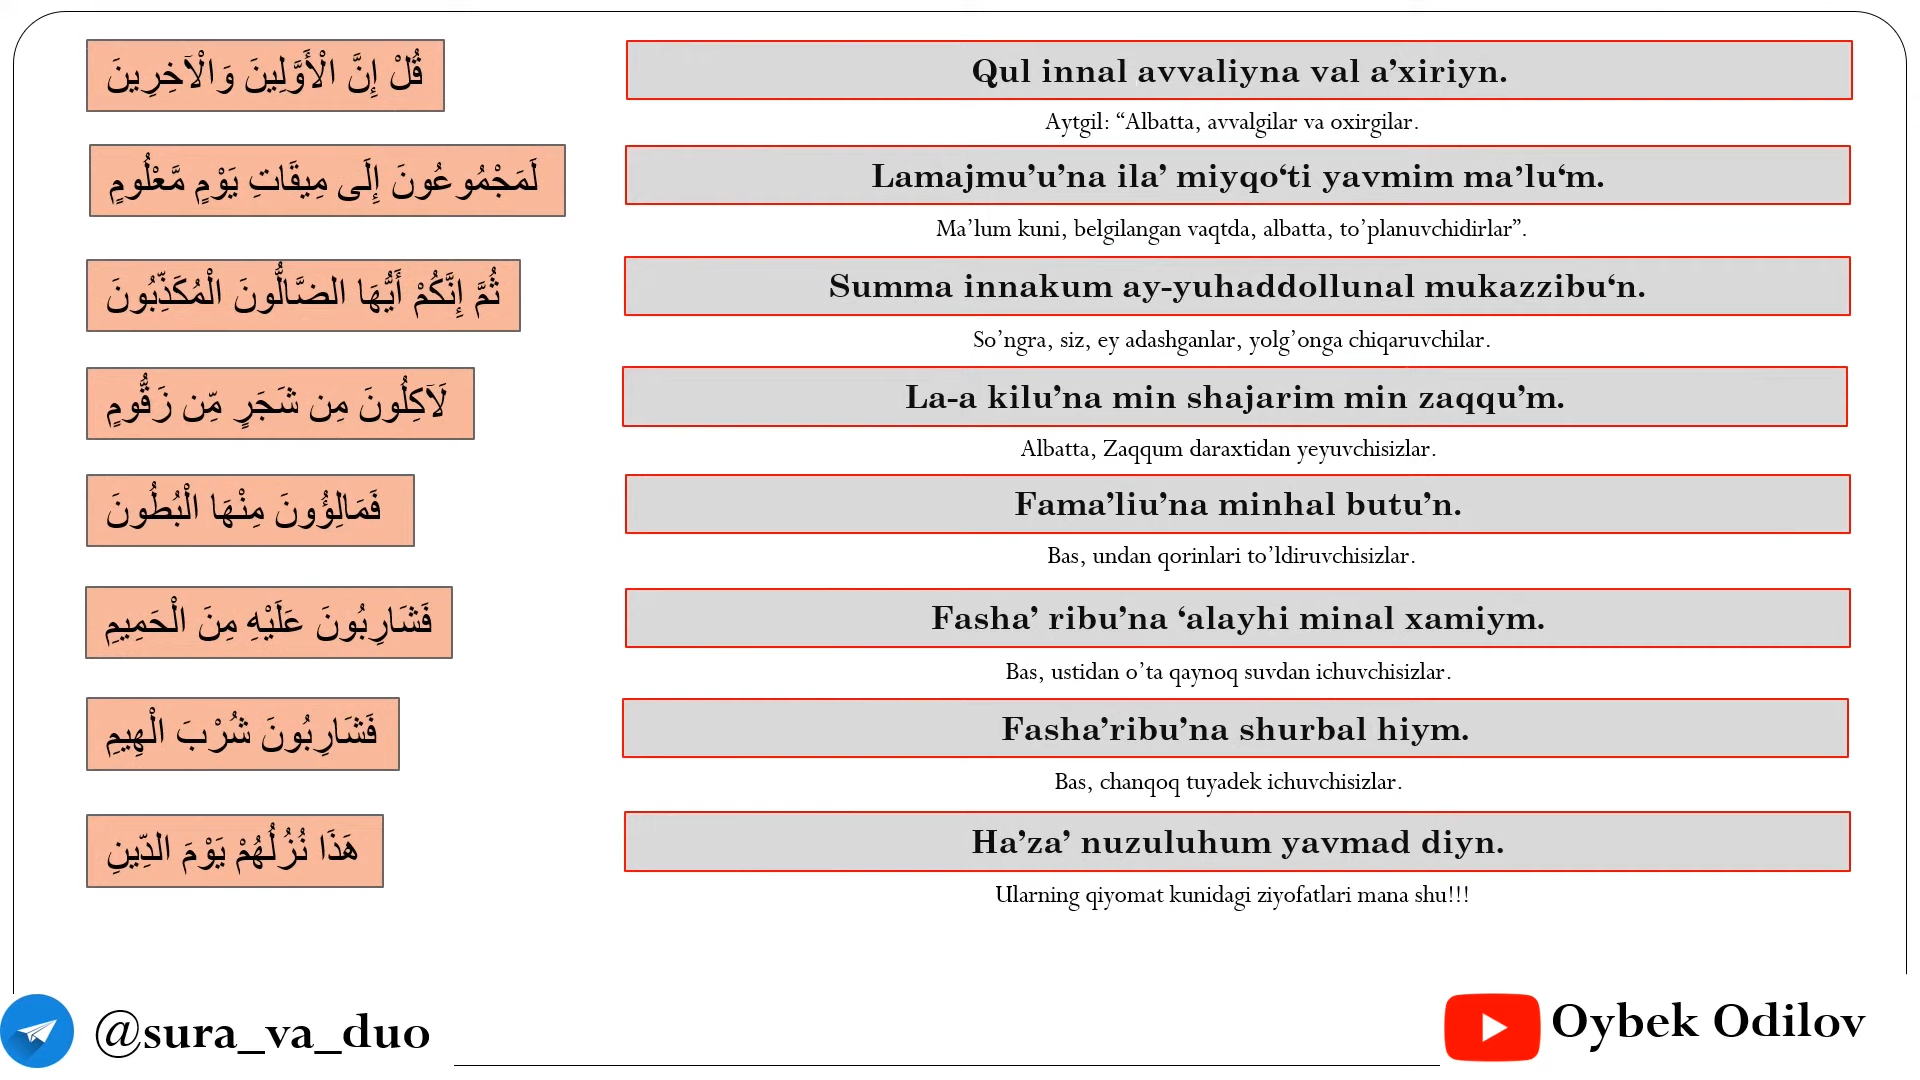 قُلْ إِنَّ الْأَوَّلِينَ وَالْآخِرِينَ
Qul innal avvaliyna val a’xiriyn.
Aytgil: “Albatta, avvalgilar va oxirgilar.
لَمَجْمُوعُونَ إِلَى مِيقَاتِ يَوْمٍ مَّعْلُومٍ
Lamajmu’u’na ila’ miyqo‘ti yavmim ma’lu‘m.
Ma’lum kuni, belgilangan vaqtda, albatta, to’planuvchidirlar”.
ثُمَّ إِنَّكُمْ أَيُّهَا الضَّالُّونَ الْمُكَذِّبُونَ
Summa innakum ay-yuhaddollunal mukazzibu‘n.
So’ngra, siz, ey adashganlar, yolg’onga chiqaruvchilar.
لَآكِلُونَ مِن شَجَرٍ مِّن زَقُّومٍ
La-a kilu’na min shajarim min zaqqu’m.
Albatta, Zaqqum daraxtidan yeyuvchisizlar.
فَمَالِؤُونَ مِنْهَا الْبُطُونَ
Fama’liu’na minhal butu’n.
Bas, undan qorinlari to’ldiruvchisizlar.
فَشَارِبُونَ عَلَيْهِ مِنَ الْحَمِيمِ
Fasha’ ribu’na ‘alayhi minal xamiym.
Bas, ustidan o’ta qaynoq suvdan ichuvchisizlar.
فَشَارِبُونَ شُرْبَ الْهِيمِ
Fasha’ribu’na shurbal hiym.
Bas, chanqoq tuyadek ichuvchisizlar.
هَذَا نُزُلُهُمْ يَوْمَ الدِّينِ
Ha’za’ nuzuluhum yavmad diyn.
Ularning qiyomat kunidagi ziyofatlari mana shu!!!
@sura_va_duo
Oybek Odilov